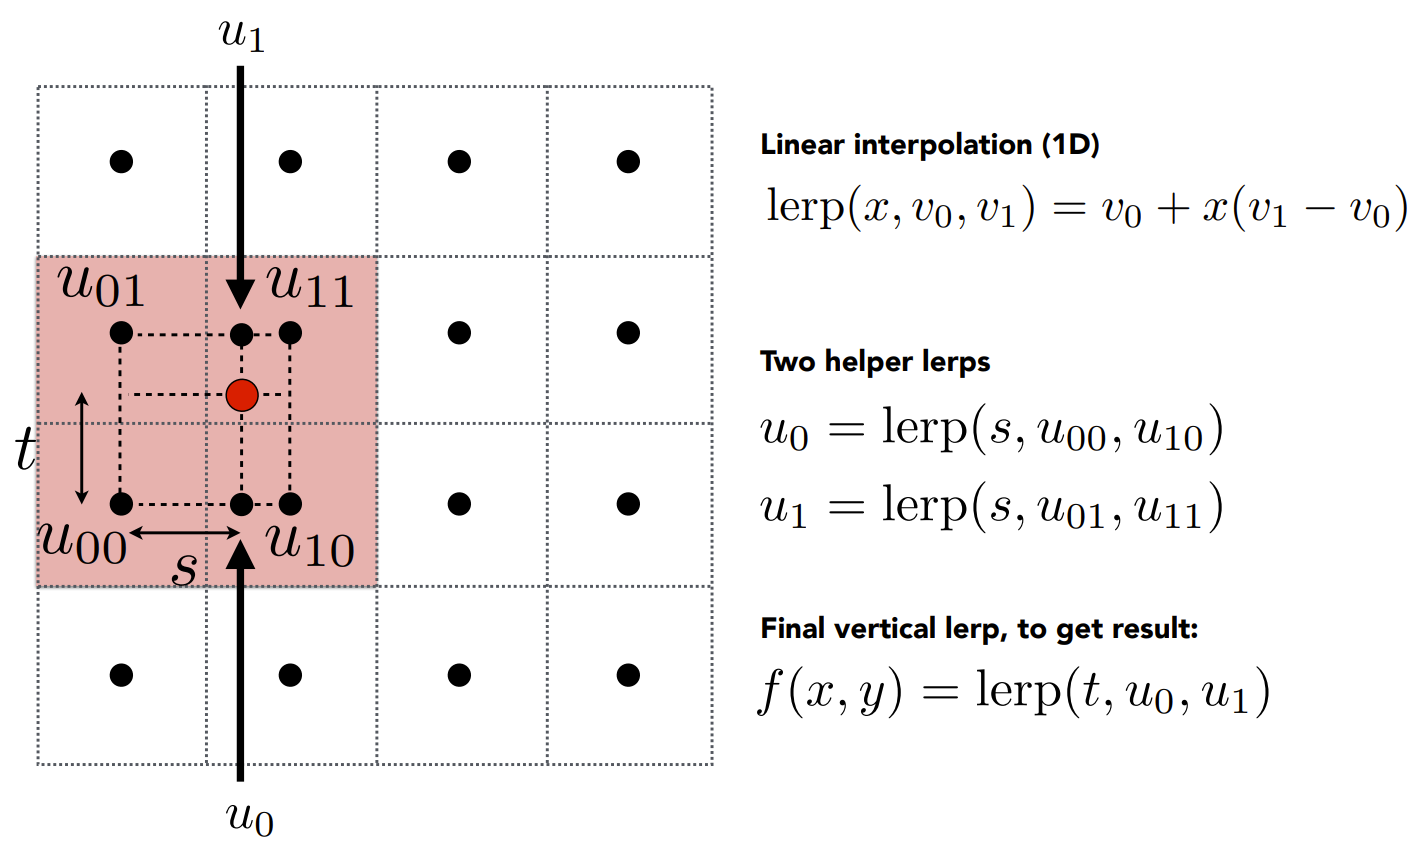 u₁
u₀₁ u₁₁
t
u₀₀ u₁₀
s
u₀
Linear interpolation (1D)
lerp(x, v₀, v₁) = v₀ + x(v₁ − v₀)
Two helper lerps
u₀ = lerp(s, u₀₀, u₁₀)
u₁ = lerp(s, u₀₁, u₁₁)
Final vertical lerp, to get result:
f(x, y) = lerp(t, u₀, u₁)